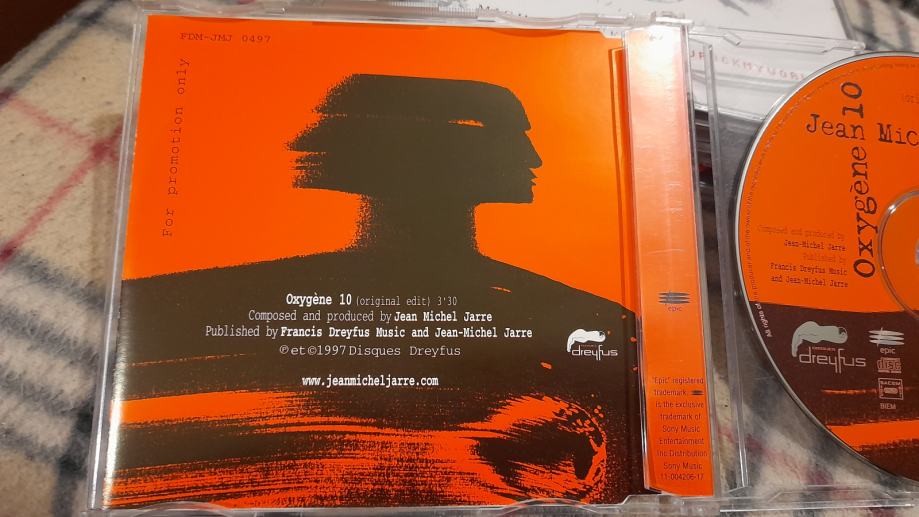 FDM-JMJ 0497
For promotion only
Oxygène 10 (original edit) 3'30
Composed and produced by Jean Michel Jarre
Published by Francis Dreyfus Music and Jean-Michel Jarre
℗ et © 1997 Disques Dreyfus
www.jeanmicheljarre.com
dreyfus
epic
"Epic" registered
trademark
is the exclusive
trademark of
Sony Music
Entertainment
Inc Distribution
Sony Music
11-004206-17
Jean Mic
Oxygène 10
Composed and produced by
Jean-Michel Jarre
Published by
Francis Dreyfus Music
and Jean-Michel Jarre
dreyfus
epic
disc
SACEM
BIEM